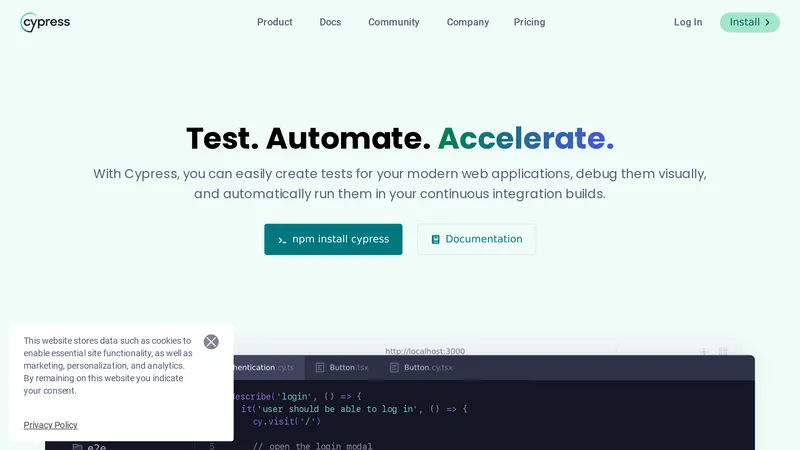 cypress
Product
Docs
Community
Company
Pricing
Log In
Install
Test. Automate. Accelerate.
With Cypress, you can easily create tests for your modern web applications, debug them visually,
and automatically run them in your continuous integration builds.
npm install cypress
Documentation
http://localhost:3000
hentication.cy.ts
Button.tsx
Button.cy.tsx
describe('login', () => {
it('user should be able to log in', () => {
cy.visit('/')
5 // open the login modal
e2e
This website stores data such as cookies to
enable essential site functionality, as well as
marketing, personalization, and analytics.
By remaining on this website you indicate
your consent.
Privacy Policy